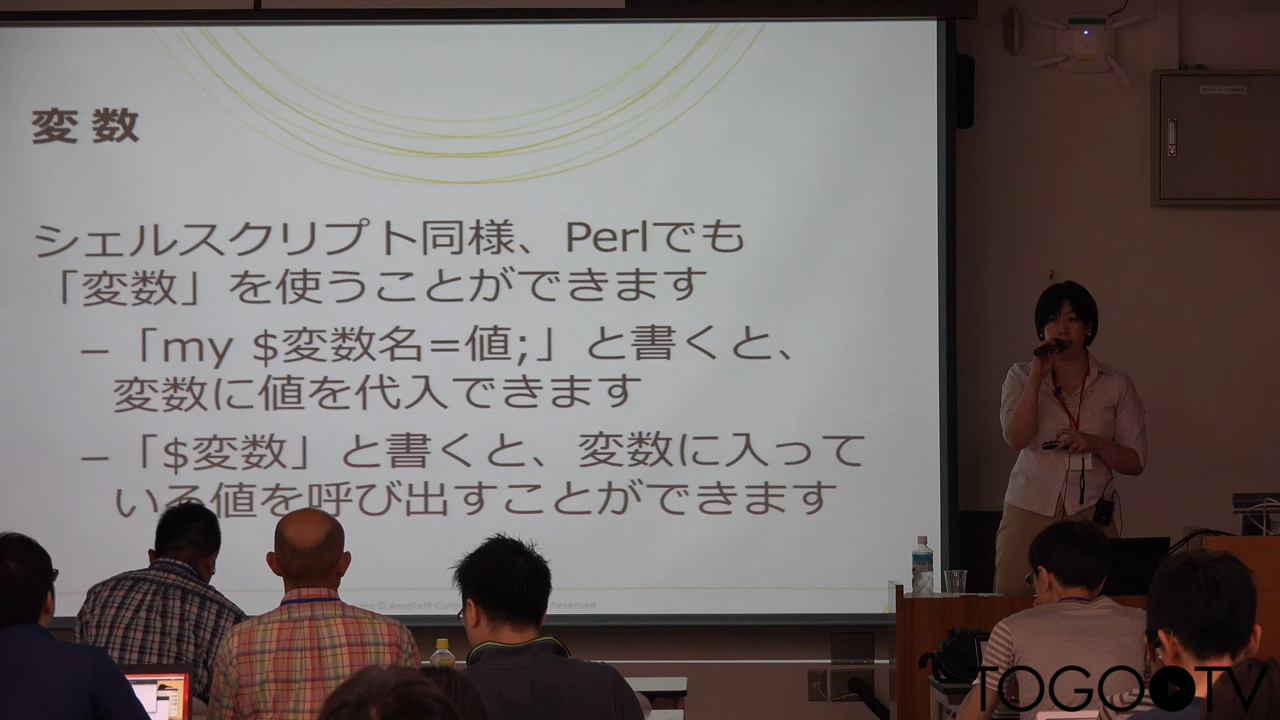 変数
シェルスクリプト同様、Perlでも
「変数」を使うことができます
–「my $変数名=値;」と書くと、
変数に値を代入できます
–「$変数」と書くと、変数に入って
いる値を呼び出すことができます
© Amelieff Corp Reserved
TOGOTV